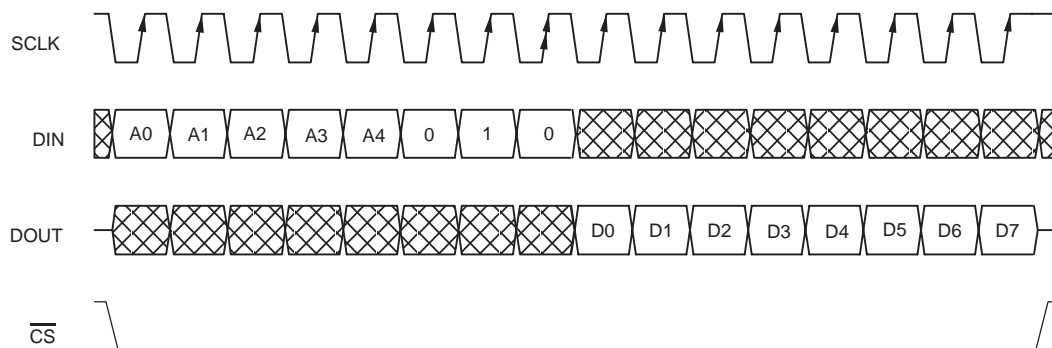 SCLK
DIN A0 A1 A2 A3 A4 0 1 0
DOUT D0 D1 D2 D3 D4 D5 D6 D7
CS